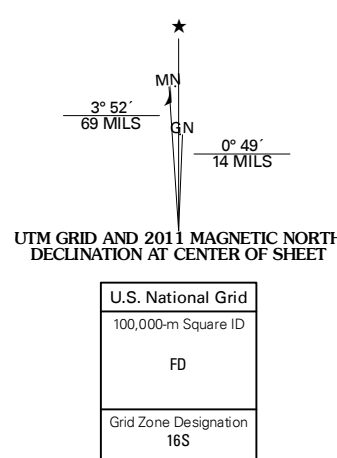 ★
MN
3° 52´
69 MILS
GN
0° 49´
14 MILS
UTM GRID AND 2011 MAGNETIC NORTH
DECLINATION AT CENTER OF SHEET
U.S. National Grid
100,000-m Square ID
FD
Grid Zone Designation
16S